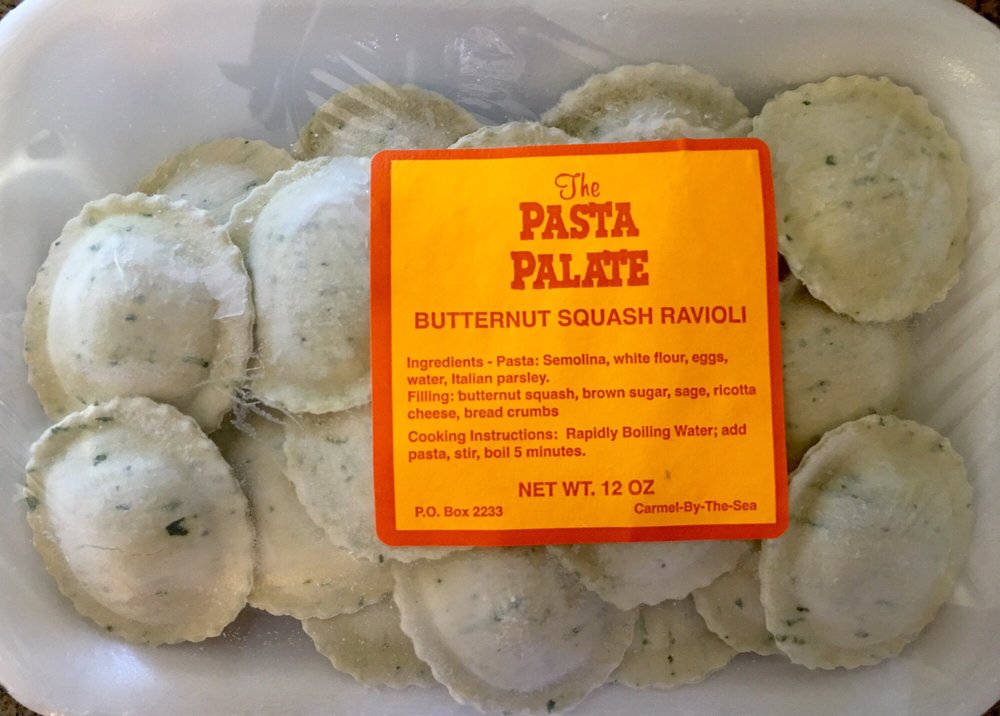 The
PASTA
PALATE
BUTTERNUT SQUASH RAVIOLI
Ingredients - Pasta: Semolina, white flour, eggs,
water, Italian parsley.
Filling: butternut squash, brown sugar, sage, ricotta
cheese, bread crumbs
Cooking Instructions: Rapidly Boiling Water; add
pasta, stir, boil 5 minutes.
NET WT. 12 OZ
P.O. Box 2233 Carmel-By-The-Sea